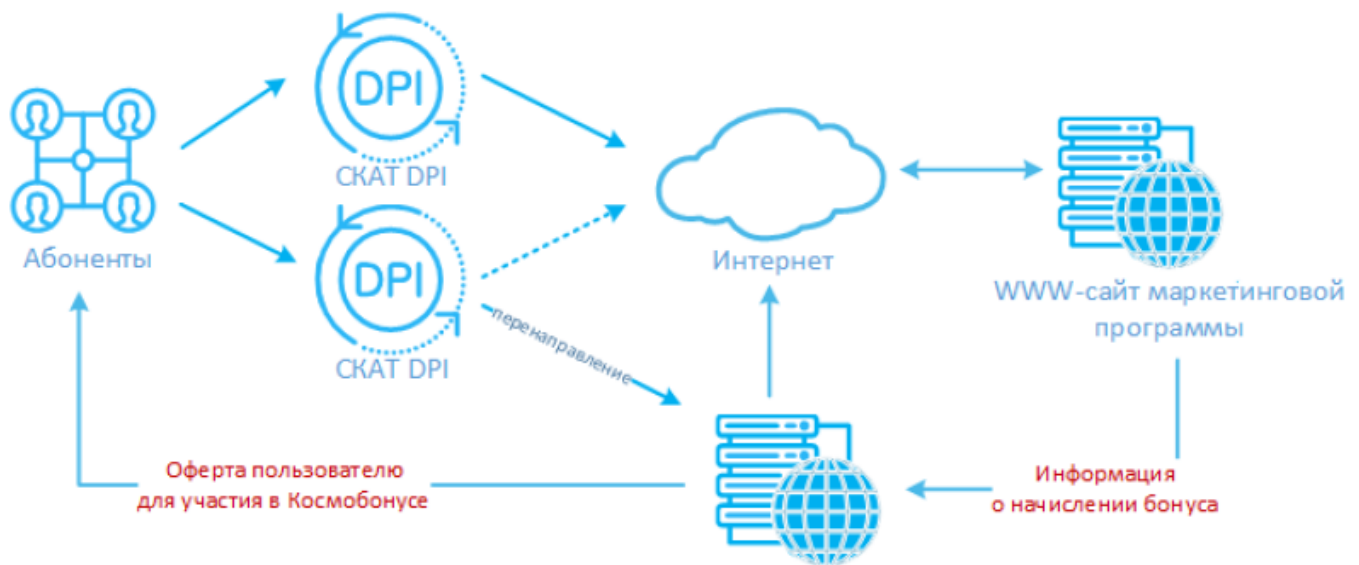 DPI
СКАТ DPI
Абоненты
DPI
СКАТ DPI
Интернет
WWW-сайт маркетинговой
программы
перенаправление
Оферта пользователю
для участия в Космобонусе
Информация
о начислении бонуса